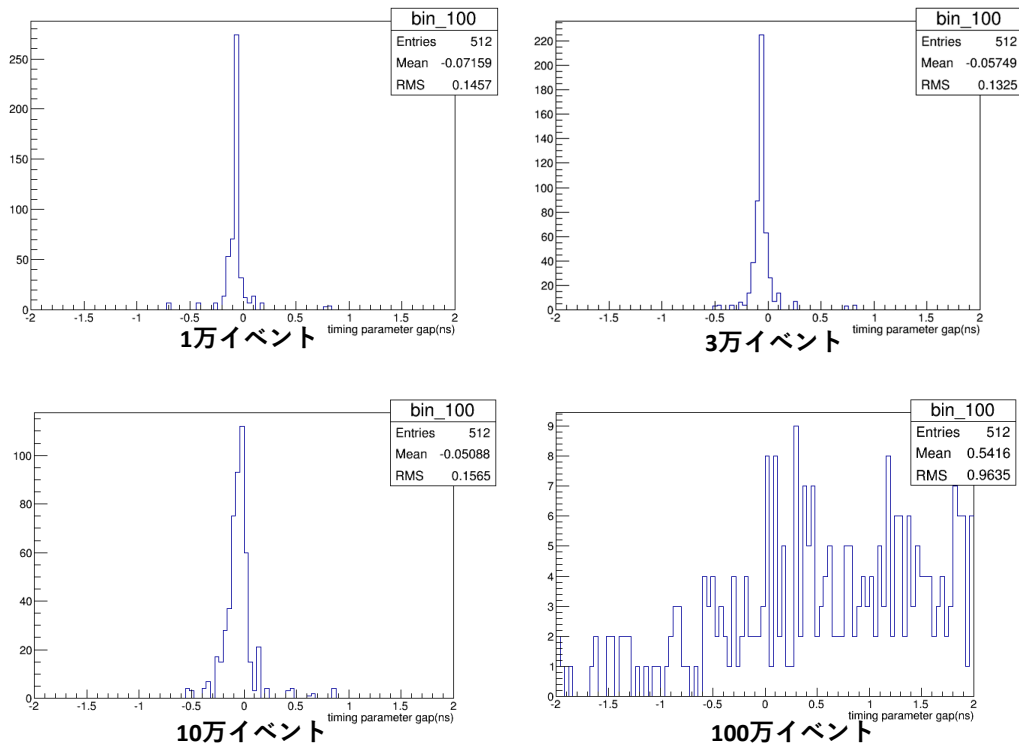 bin_100
Entries 512
Mean -0.07159
RMS 0.1457
250
200
150
100
50
0
-2 -1.5 -1 -0.5 0 0.5 1 1.5 2
timing parameter gap(ns)
1万イベント
bin_100
Entries 512
Mean -0.05749
RMS 0.1325
220
200
180
160
140
120
100
80
60
40
20
0
-2 -1.5 -1 -0.5 0 0.5 1 1.5 2
timing parameter gap(ns)
3万イベント
bin_100
Entries 512
Mean -0.05088
RMS 0.1565
100
80
60
40
20
0
-2 -1.5 -1 -0.5 0 0.5 1 1.5 2
timing parameter gap(ns)
10万イベント
bin_100
Entries 512
Mean 0.5416
RMS 0.9635
9
8
7
6
5
4
3
2
1
0
-2 -1.5 -1 -0.5 0 0.5 1 1.5 2
timing parameter gap(ns)
100万イベント